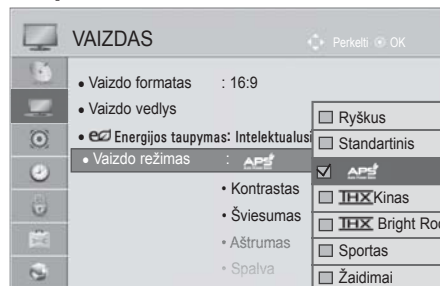 VAIZDAS
Perkelti OK
• Vaizdo formatas : 16:9
• Vaizdo vedlys
• Energijos taupymas: Intelektualusi
• Vaizdo režimas : APS
• Kontrastas
• Šviesumas
• Aštrumas
• Spalva
Ryškus
Standartinis
APS
THX Kinas
THX Bright Roo
Sportas
Žaidimai